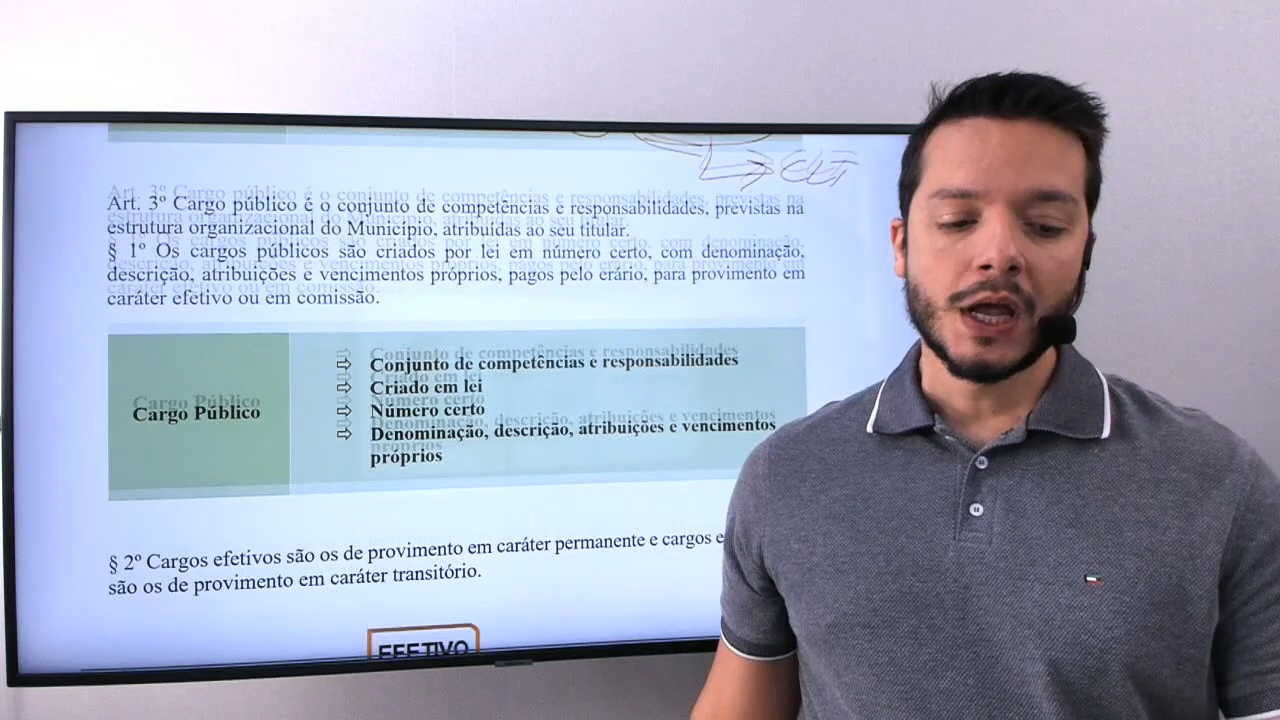 CLT
Art. 3º Cargo público é o conjunto de competências e responsabilidades, previstas na
estrutura organizacional do Município, atribuídas ao seu titular.
§ 1º Os cargos públicos são criados por lei em número certo, com denominação,
descrição, atribuições e vencimentos próprios, pagos pelo erário, para provimento em
caráter efetivo ou em comissão.
Cargo Público
⇨ Conjunto de competências e responsabilidades
⇨ Criado em lei
⇨ Número certo
⇨ Denominação, descrição, atribuições e vencimentos
próprios
§ 2º Cargos efetivos são os de provimento em caráter permanente e cargos e
são os de provimento em caráter transitório.
EFETIVO